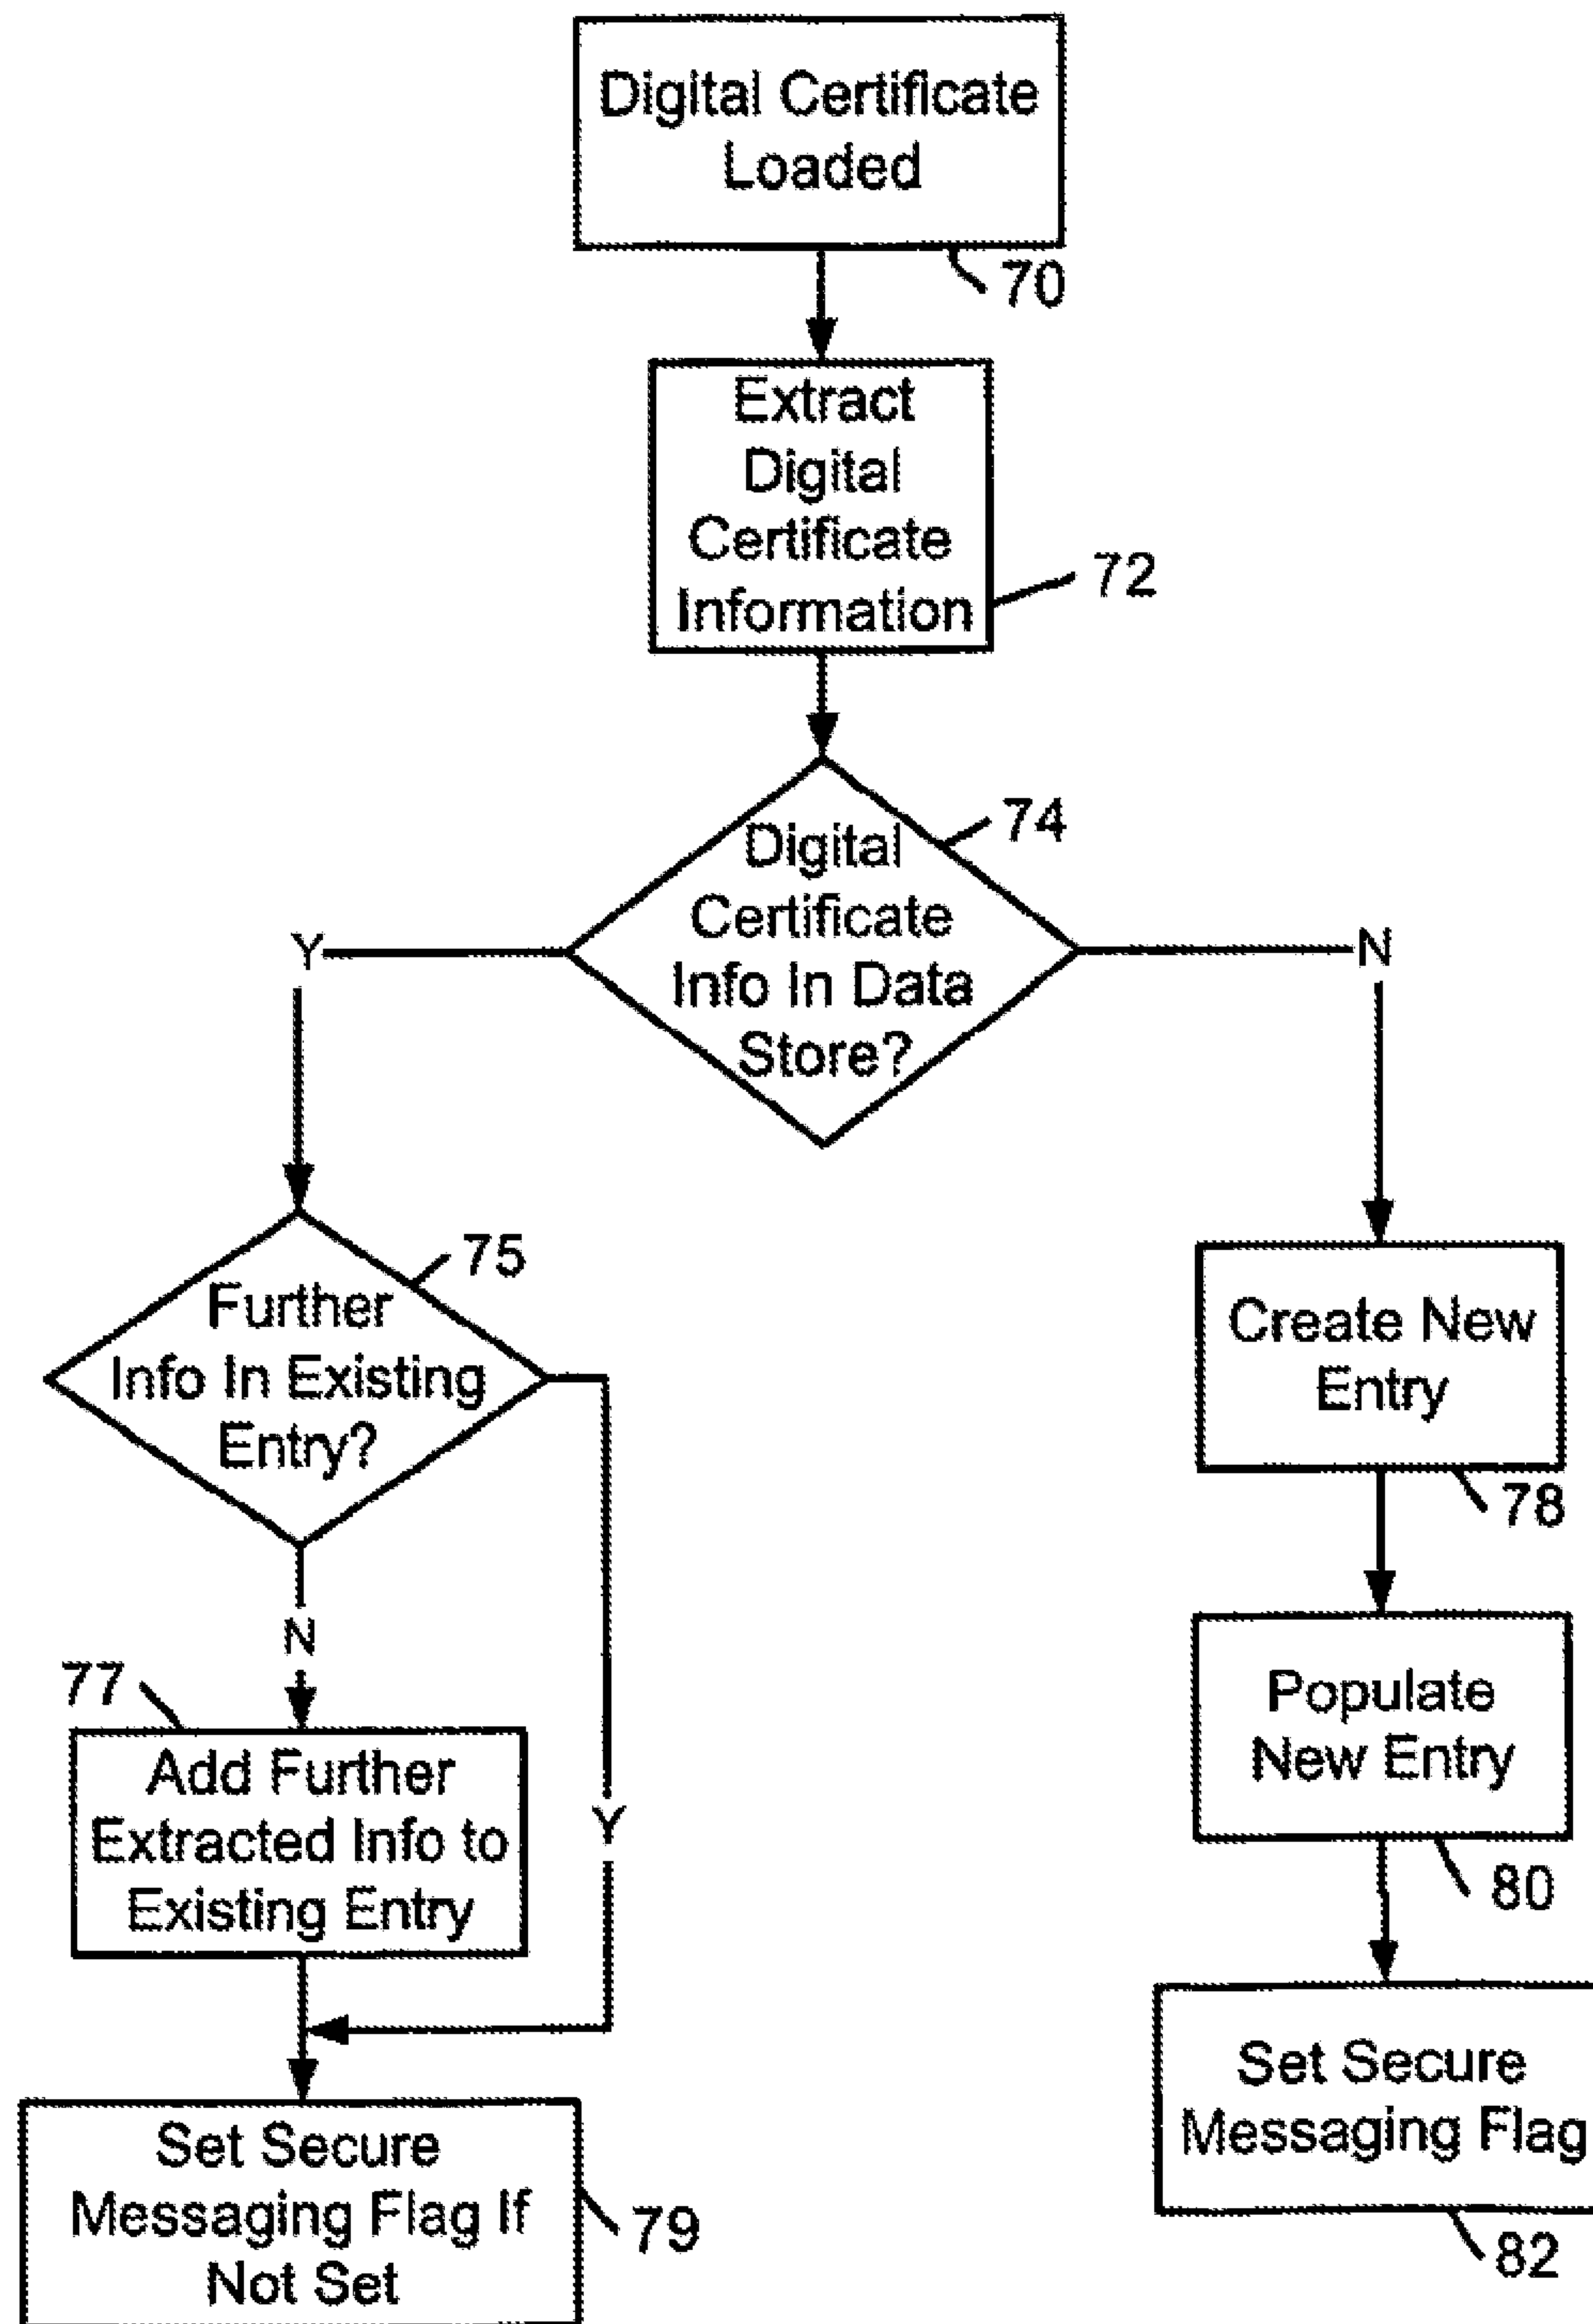 Digital Certificate
Loaded
70
Extract
Digital
Certificate
Information
72
74
Digital
Certificate
Info In Data
Store?
Y
N
75
Further
Info In Existing
Entry?
Create New
Entry
78
N
77
Add Further
Extracted Info to
Existing Entry
Y
Populate
New Entry
80
Set Secure
Messaging Flag If
Not Set
79
Set Secure
Messaging Flag
82